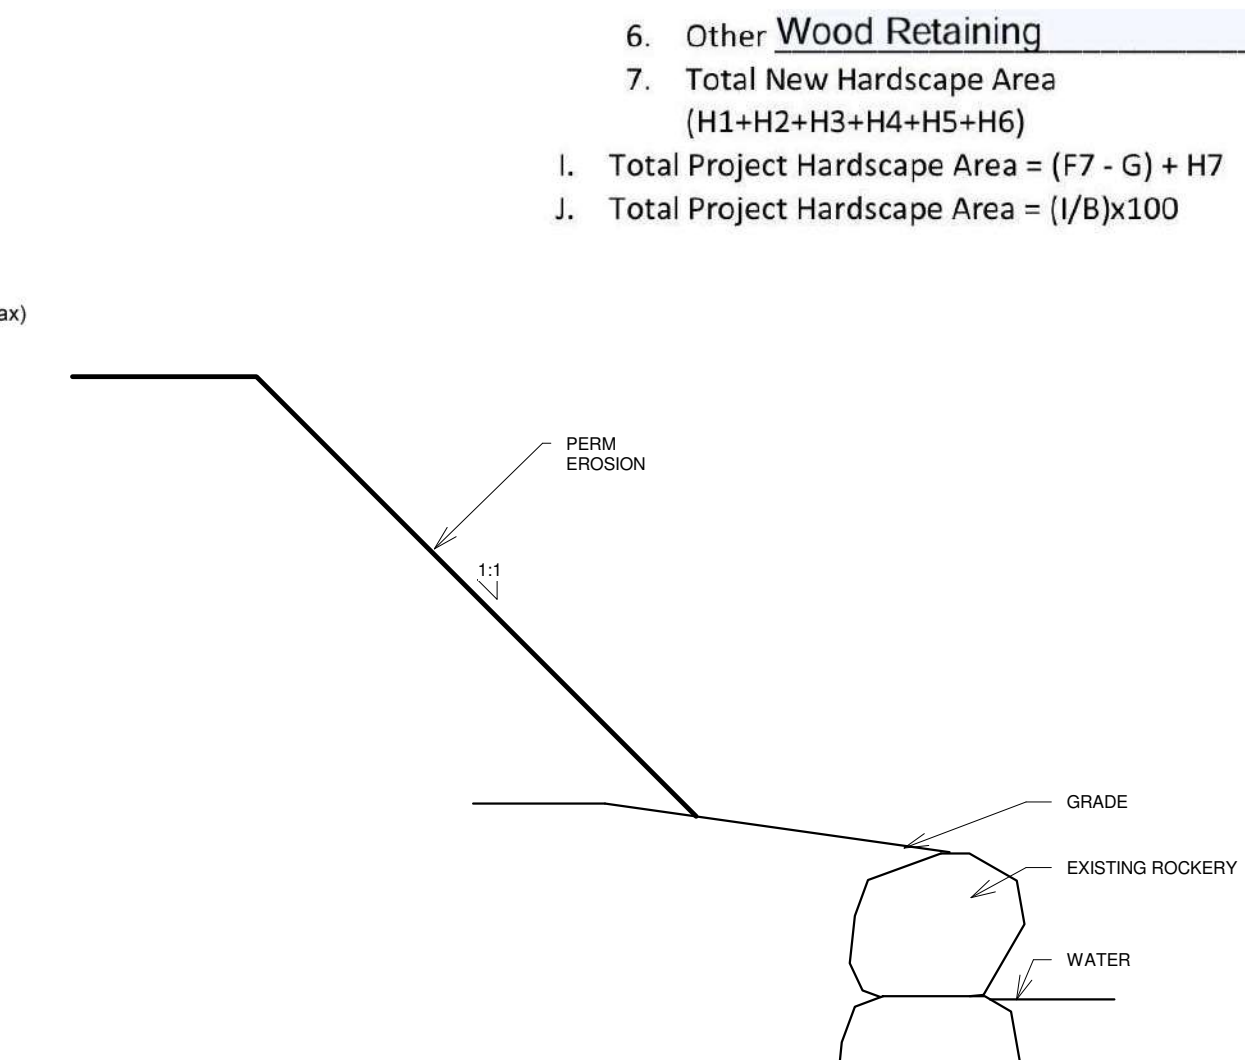 6. Other Wood Retaining
7. Total New Hardscape Area
(H1+H2+H3+H4+H5+H6)
I. Total Project Hardscape Area = (F7 - G) + H7
J. Total Project Hardscape Area = (I/B)x100
ax)
PERM
EROSION
1:1
GRADE
EXISTING ROCKERY
WATER